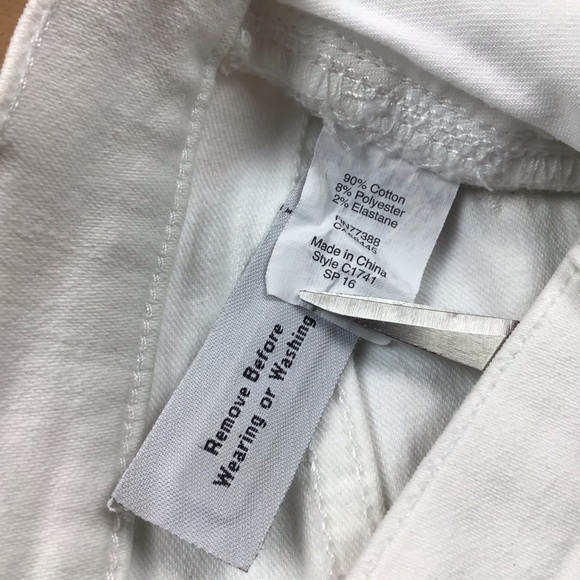 90% Cotton
8% Polyester
2% Elastane
RN77388
Made in China
Style C1741
SP 16
Remove Before
Wearing or Washing